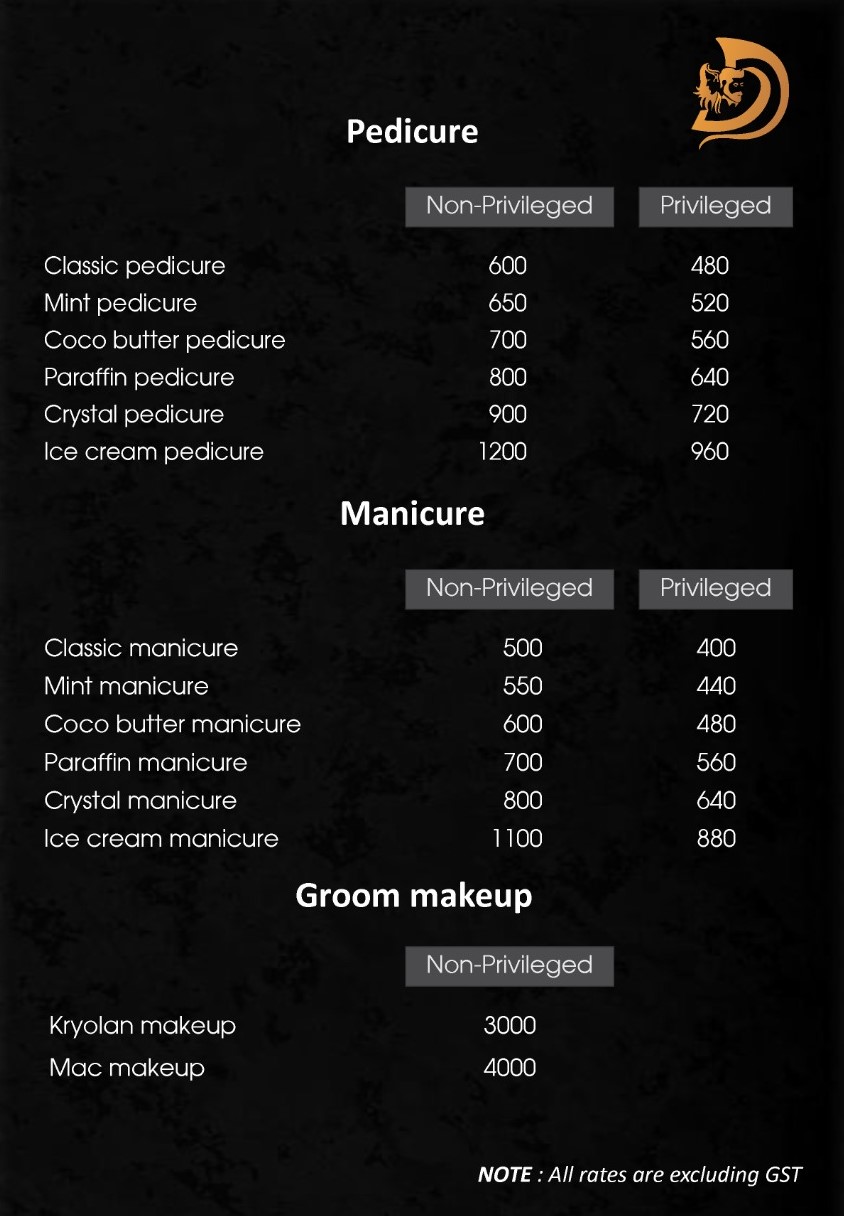 Pedicure
Non-Privileged Privileged
Classic pedicure 600 480
Mint pedicure 650 520
Coco butter pedicure 700 560
Paraffin pedicure 800 640
Crystal pedicure 900 720
Ice cream pedicure 1200 960
Manicure
Non-Privileged Privileged
Classic manicure 500 400
Mint manicure 550 440
Coco butter manicure 600 480
Paraffin manicure 700 560
Crystal manicure 800 640
Ice cream manicure 1100 880
Groom makeup
Non-Privileged
Kryolan makeup 3000
Mac makeup 4000
NOTE : All rates are excluding GST